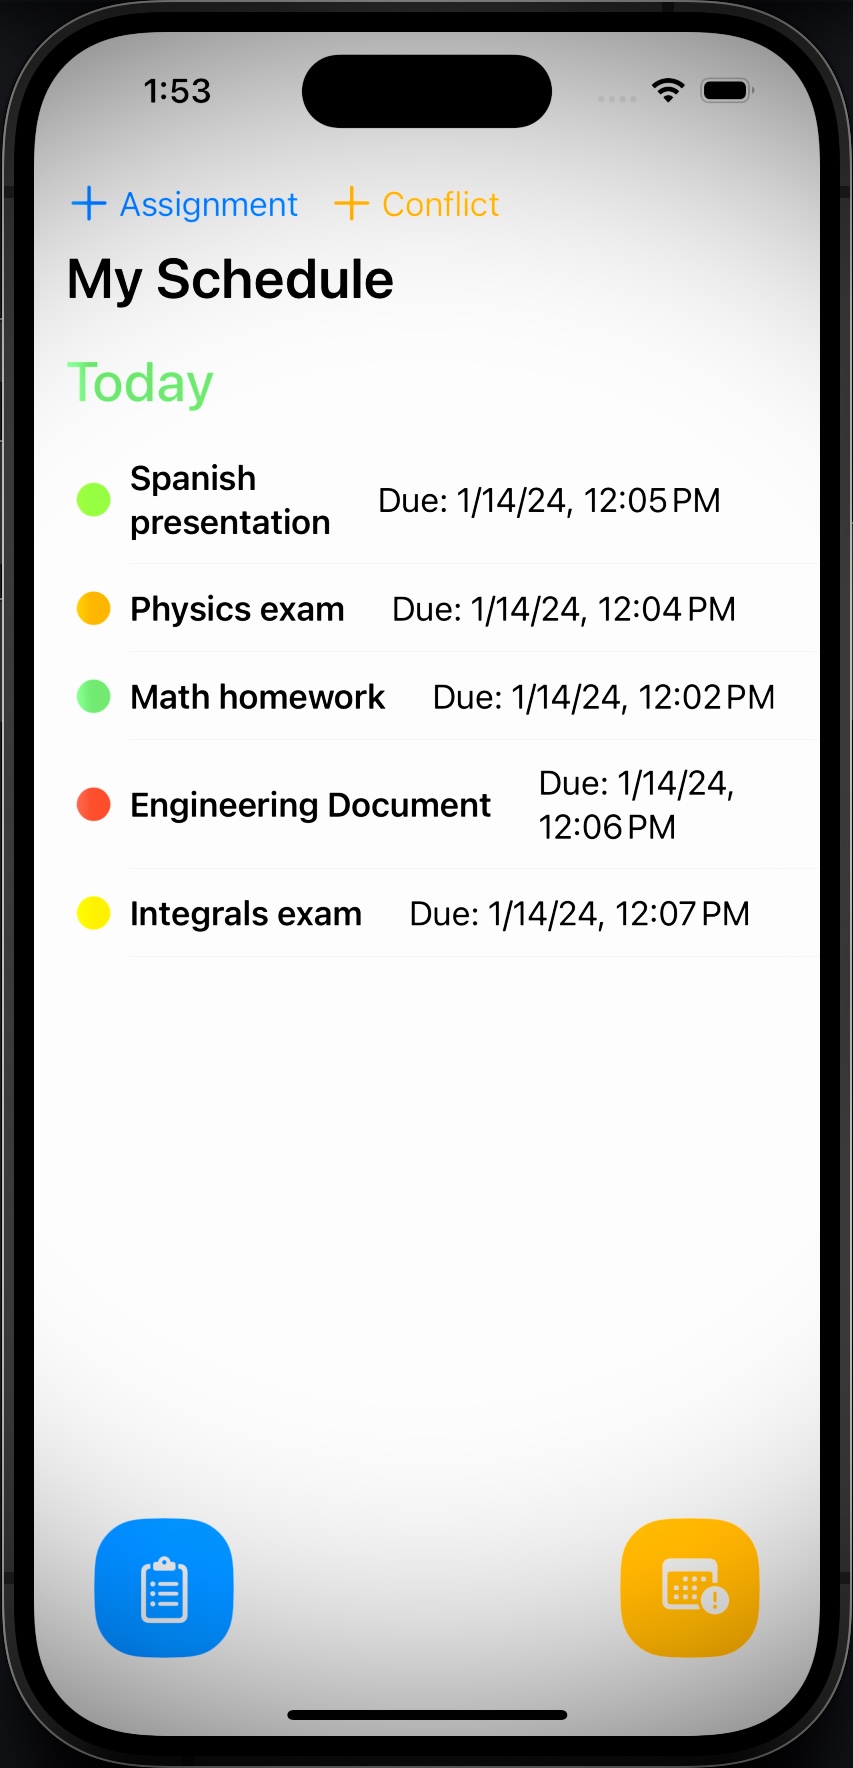 1:53
+ Assignment + Conflict
My Schedule
Today
Spanish
presentation
Due: 1/14/24, 12:05 PM
Physics exam Due: 1/14/24, 12:04 PM
Math homework Due: 1/14/24, 12:02 PM
Engineering Document
Due: 1/14/24,
12:06 PM
Integrals exam Due: 1/14/24, 12:07 PM